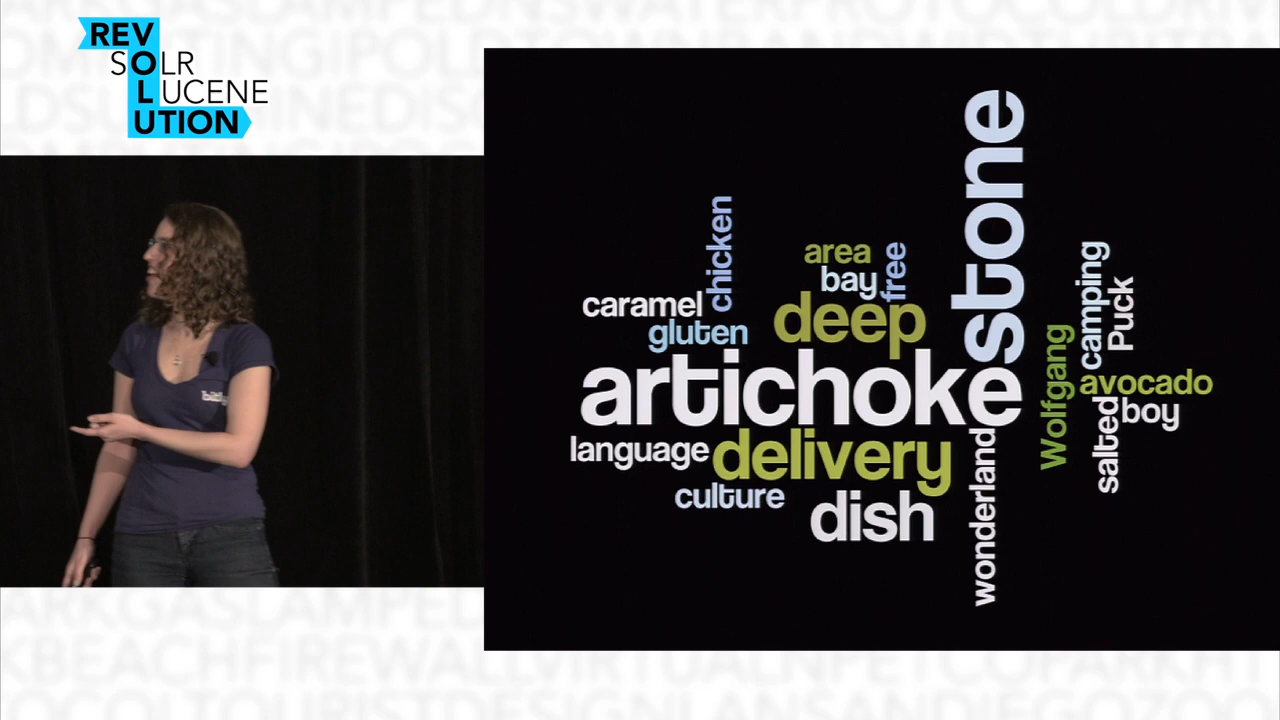 REV
SOLR
LUCENE
UTION
stone
chicken
area
free
bay
camping
Puck
caramel
gluten
deep
Wolfgang
artichoke
avocado
boy
salted
language
delivery
wonderland
culture
dish